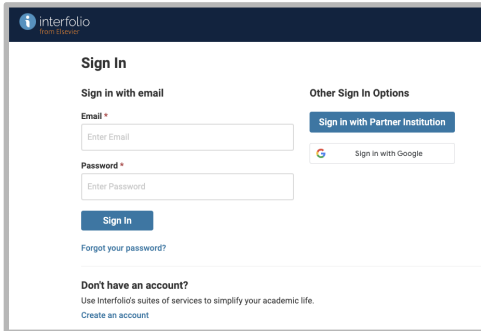 interfolio
from Elsevier
Sign In
Sign in with email
Email *
Enter Email
Password *
Enter Password
Sign In
Forgot your password?
Other Sign In Options
Sign in with Partner Institution
G Sign in with Google
Don't have an account?
Use Interfolio's suites of services to simplify your academic life.
Create an account